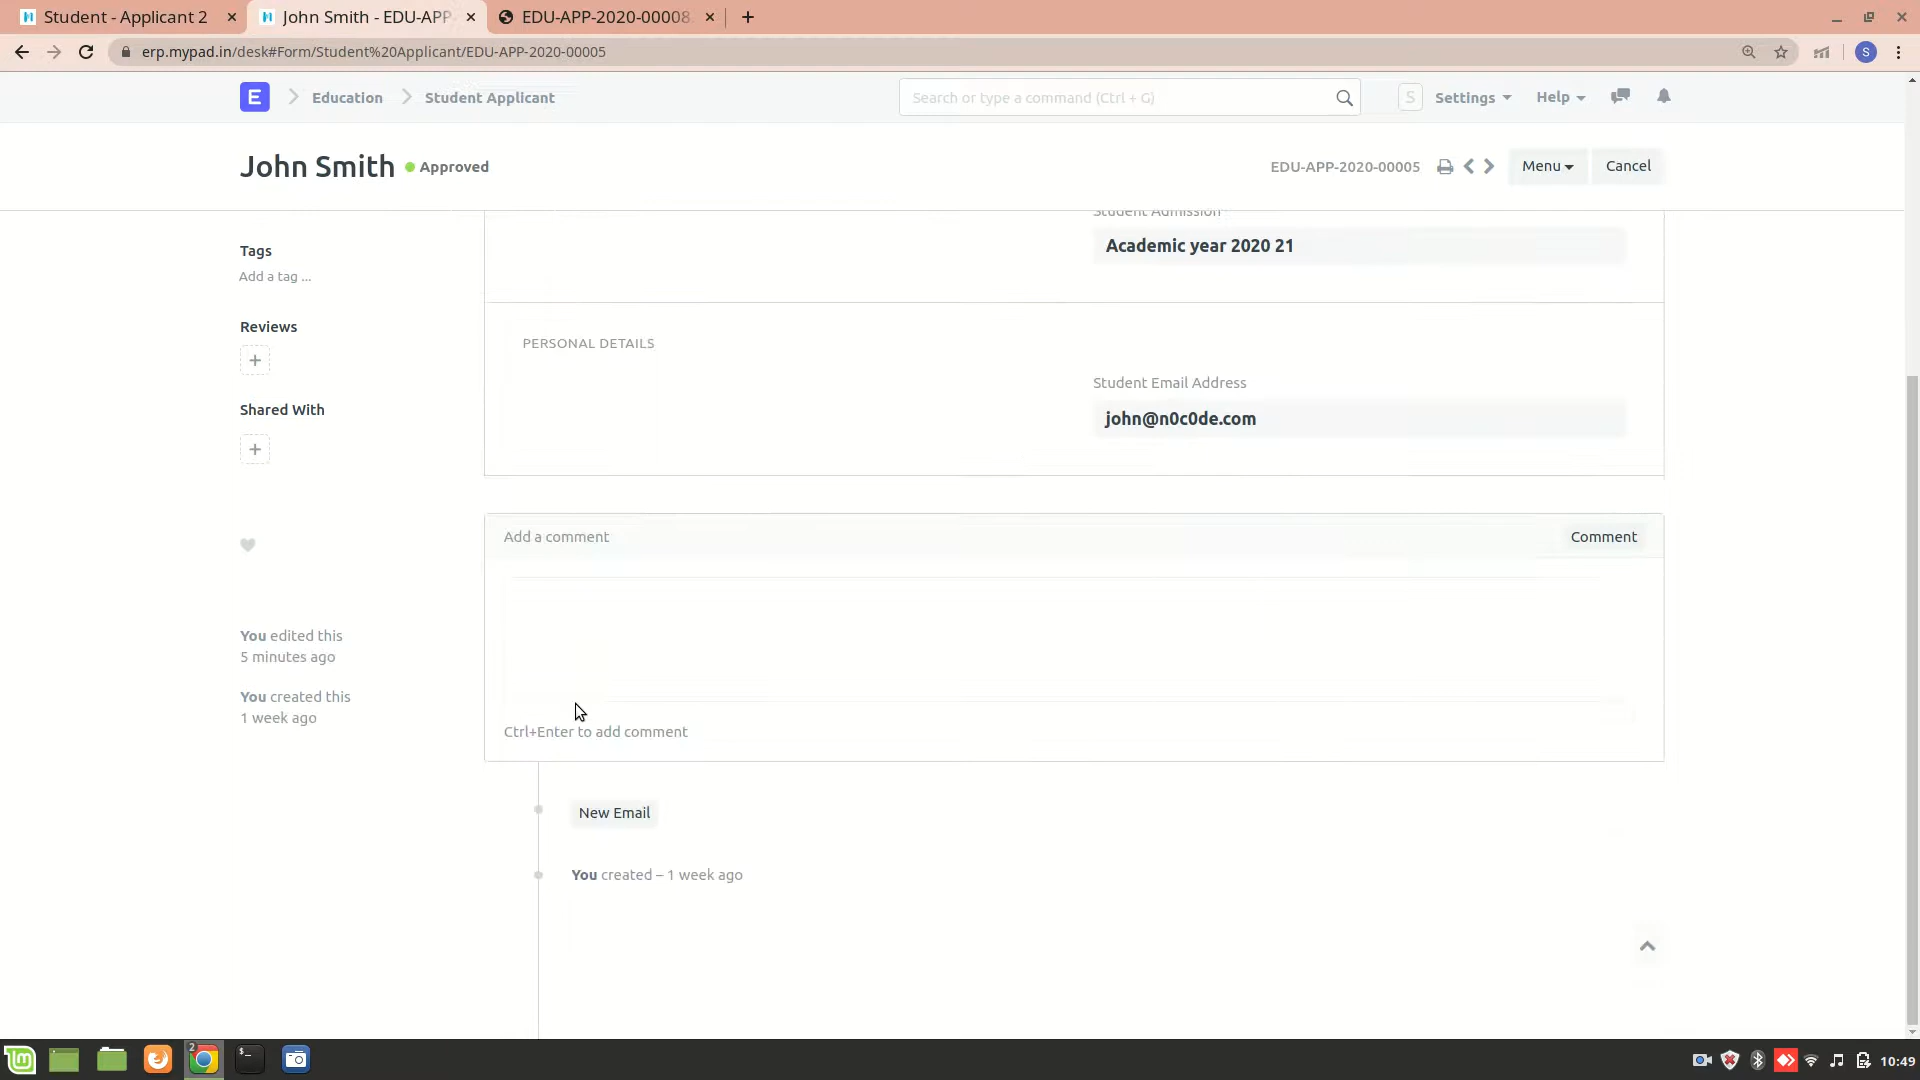 Student - Applicant 2
John Smith - EDU-APP
EDU-APP-2020-00008
erp.mypad.in/desk#Form/Student%20Applicant/EDU-APP-2020-00005
S
E
Education
Student Applicant
Search or type a command (Ctrl + G)
S
Settings
Help
John Smith
Approved
EDU-APP-2020-00005
Menu
Cancel
Student Admission
Academic year 2020 21
Tags
Add a tag ...
Reviews
+
PERSONAL DETAILS
Student Email Address
john@n0c0de.com
Shared With
+
Add a comment
Comment
You edited this
5 minutes ago
You created this
1 week ago
Ctrl+Enter to add comment
New Email
You created – 1 week ago
2
10:49